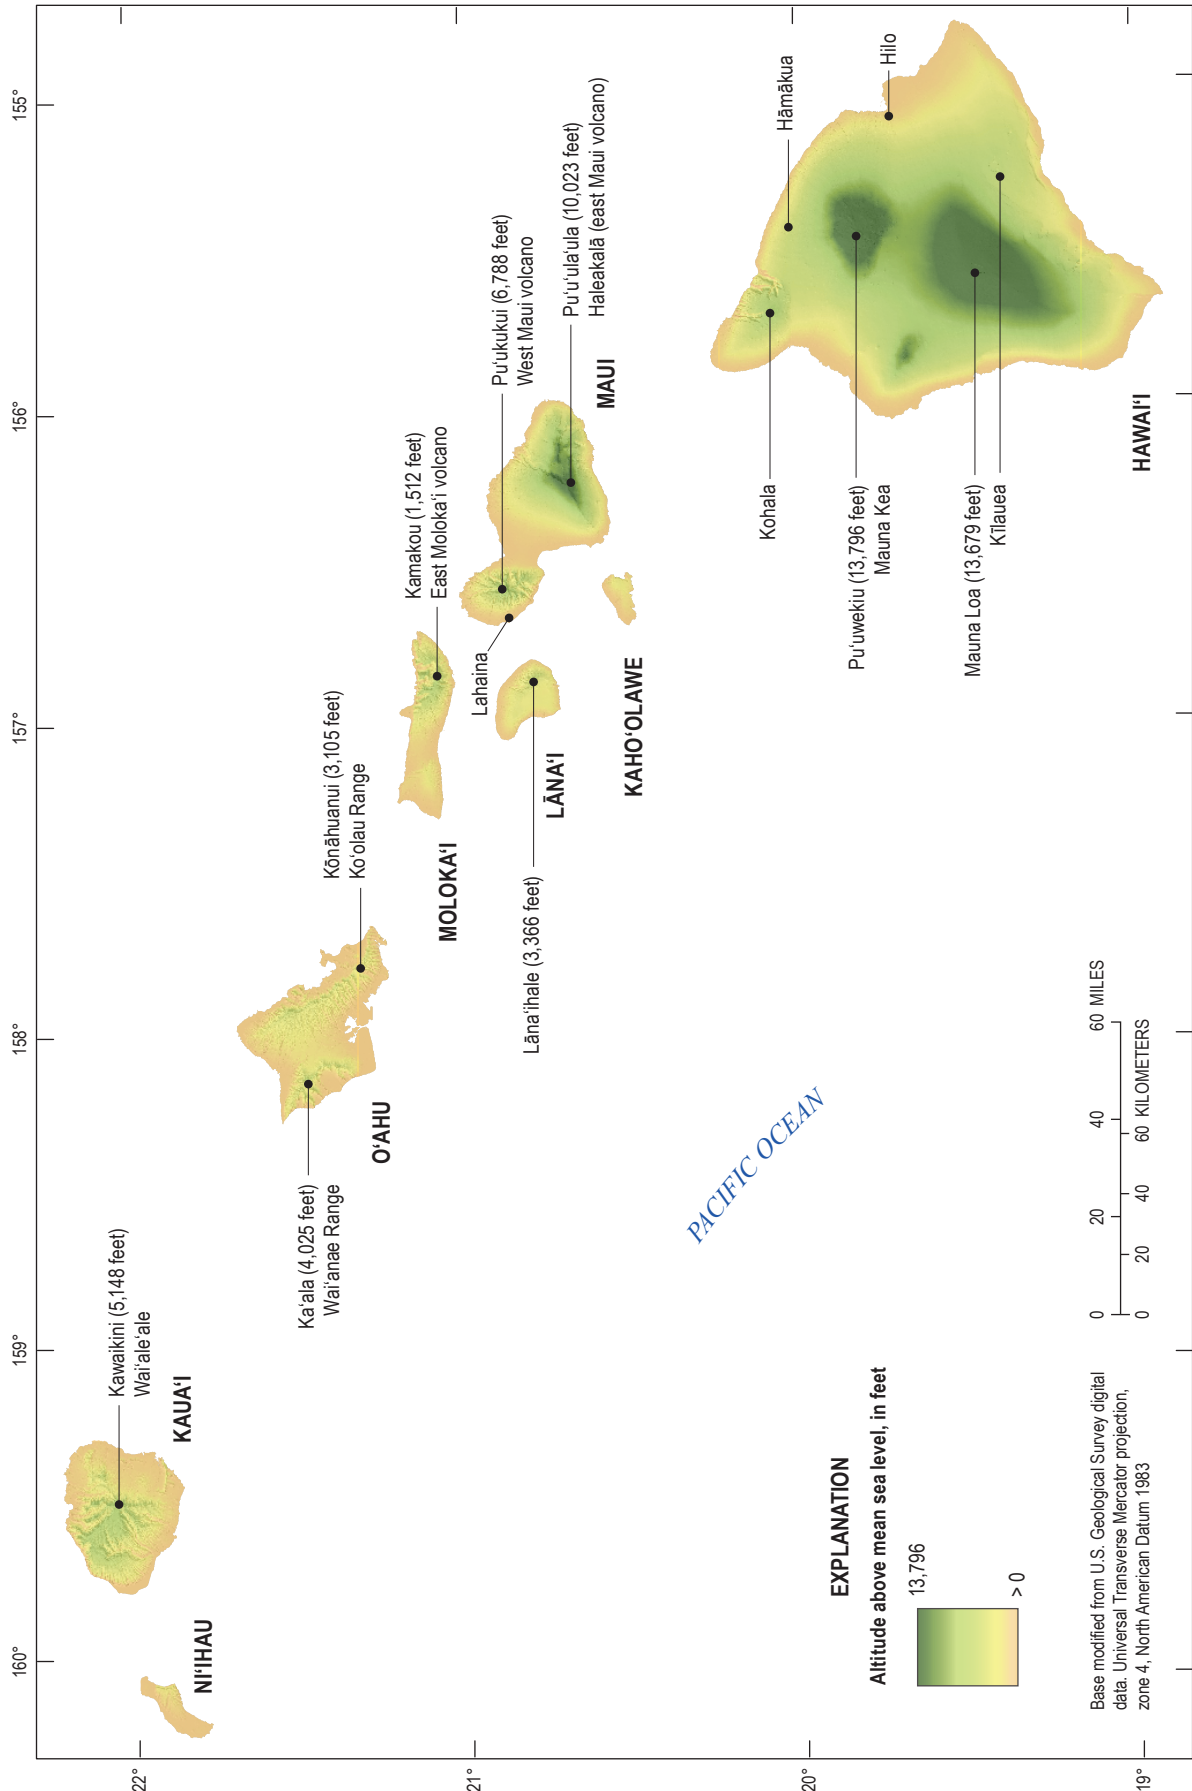 160°
159°
158°
157°
156°
155°
22°
21°
20°
19°
NI‘IHAU
KAUA‘I
Kawaikini (5,148 feet)
Wai‘ale‘ale
Ka‘ala (4,025 feet)
Wai‘anae Range
O‘AHU
Kōnāhuanui (3,105 feet)
Ko‘olau Range
MOLOKA‘I
Kamakou (1,512 feet)
East Moloka‘i volcano
Lahaina
LĀNA‘I
Lāna‘ihale (3,366 feet)
KAHO‘OLAWE
Pu‘ukukui (6,788 feet)
West Maui volcano
Pu‘u‘ula‘ula (10,023 feet)
Haleakalā (east Maui volcano)
MAUI
Kohala
Hāmākua
Hilo
Pu‘uwekiu (13,796 feet)
Mauna Kea
Mauna Loa (13,679 feet)
Kīlauea
HAWAI‘I
PACIFIC OCEAN
EXPLANATION
Altitude above mean sea level, in feet
13,796
> 0
0 20 40 60 MILES
0 20 40 60 KILOMETERS
Base modified from U.S. Geological Survey digital
data. Universal Transverse Mercator projection,
zone 4, North American Datum 1983